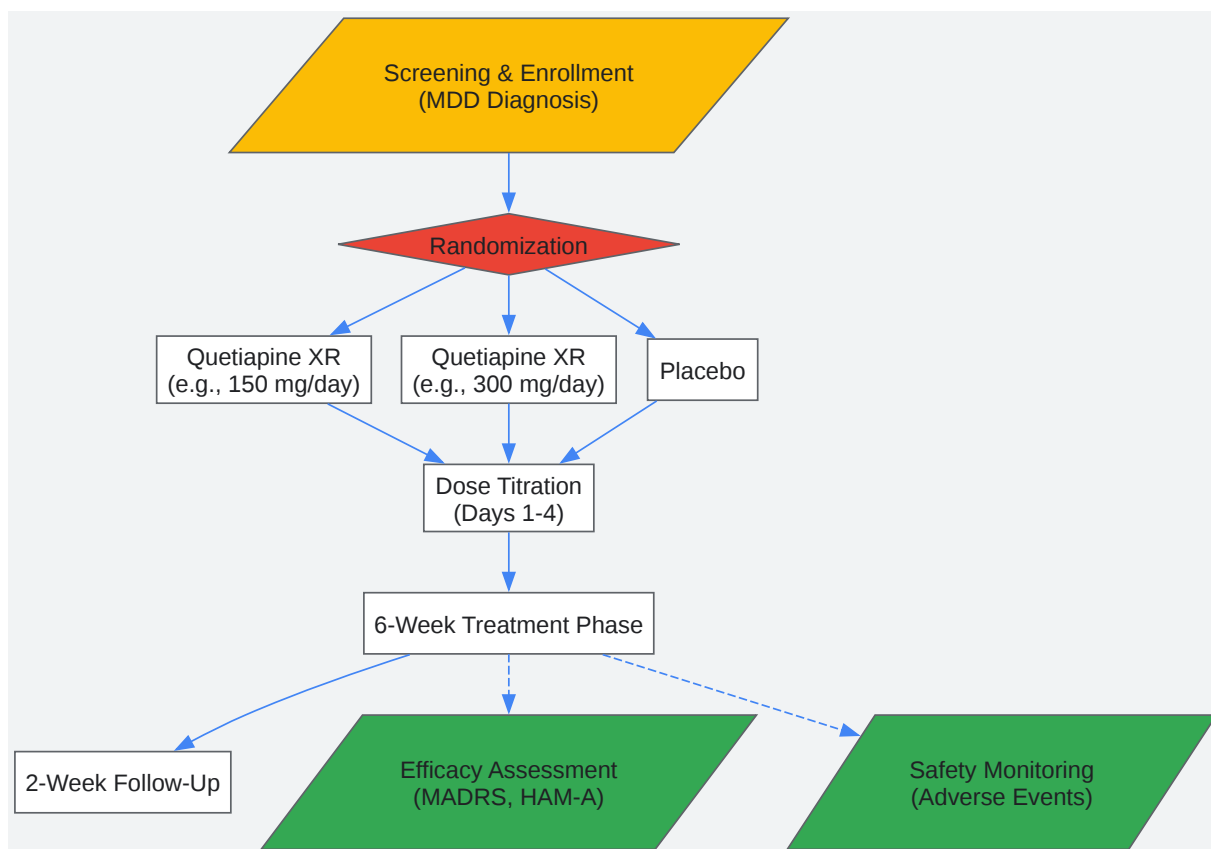 Screening & Enrollment
(MDD Diagnosis)
Randomization
Quetiapine XR
(e.g., 150 mg/day)
Quetiapine XR
(e.g., 300 mg/day)
Placebo
Dose Titration
(Days 1-4)
6-Week Treatment Phase
2-Week Follow-Up
Efficacy Assessment
(MADRS, HAM-A)
Safety Monitoring
(Adverse Events)